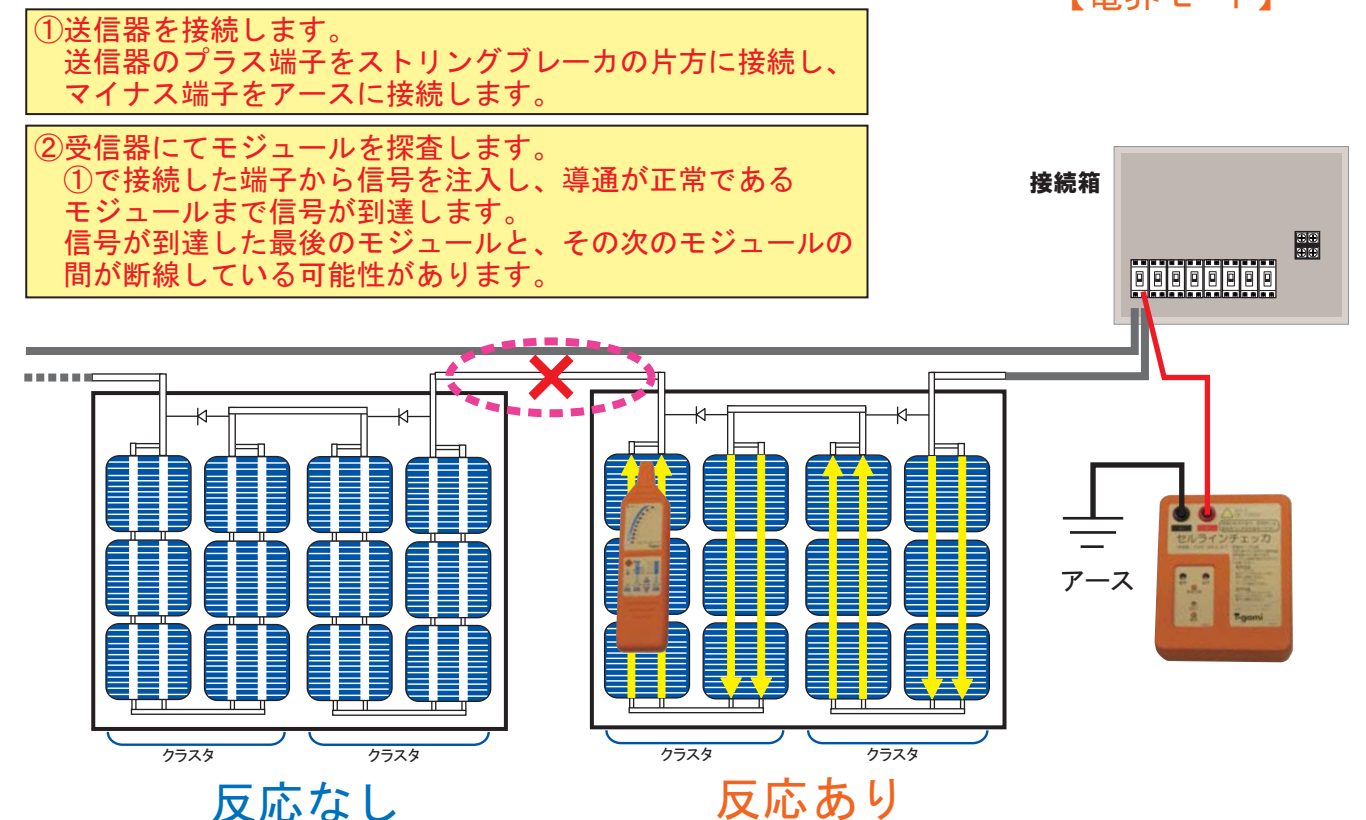 【電界モード】
①送信器を接続します。
送信器のプラス端子をストリングブレーカの片方に接続し、
マイナス端子をアースに接続します。
②受信器にてモジュールを探査します。
①で接続した端子から信号を注入し、導通が正常である
モジュールまで信号が到達します。
信号が到達した最後のモジュールと、その次のモジュールの
間が断線している可能性があります。
接続箱
アース
セルラインチェッカ
Togami
クラスタ
クラスタ
クラスタ
クラスタ
反応なし
反応あり